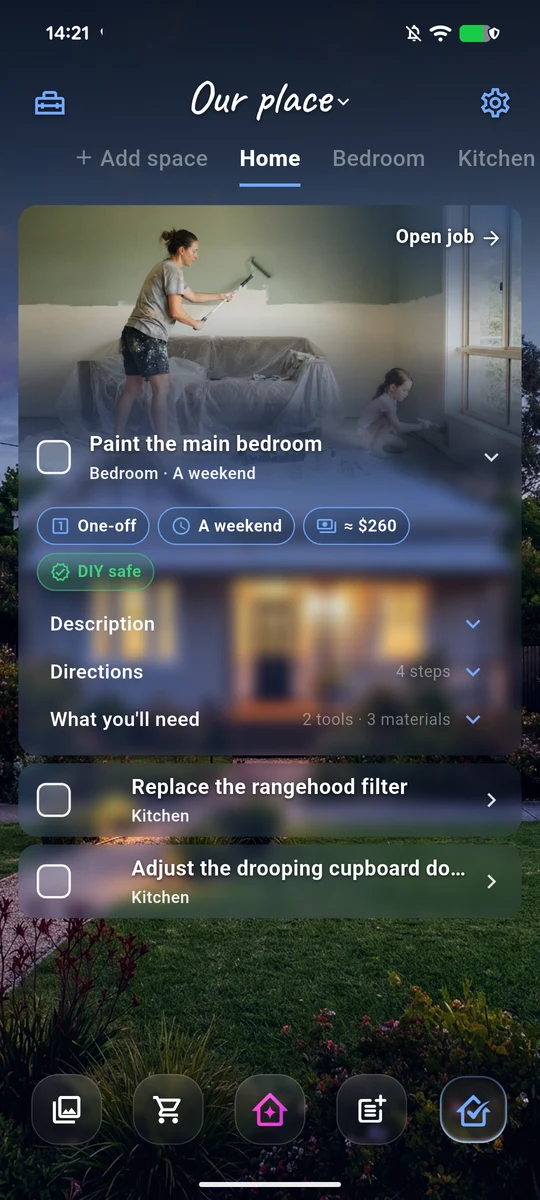 14:21
Our place
+ Add space Home Bedroom Kitchen
Open job →
Paint the main bedroom
Bedroom · A weekend
1 One-off A weekend ≈ $260
DIY safe
Description
Directions 4 steps
What you'll need 2 tools · 3 materials
Replace the rangehood filter
Kitchen
Adjust the drooping cupboard do…
Kitchen